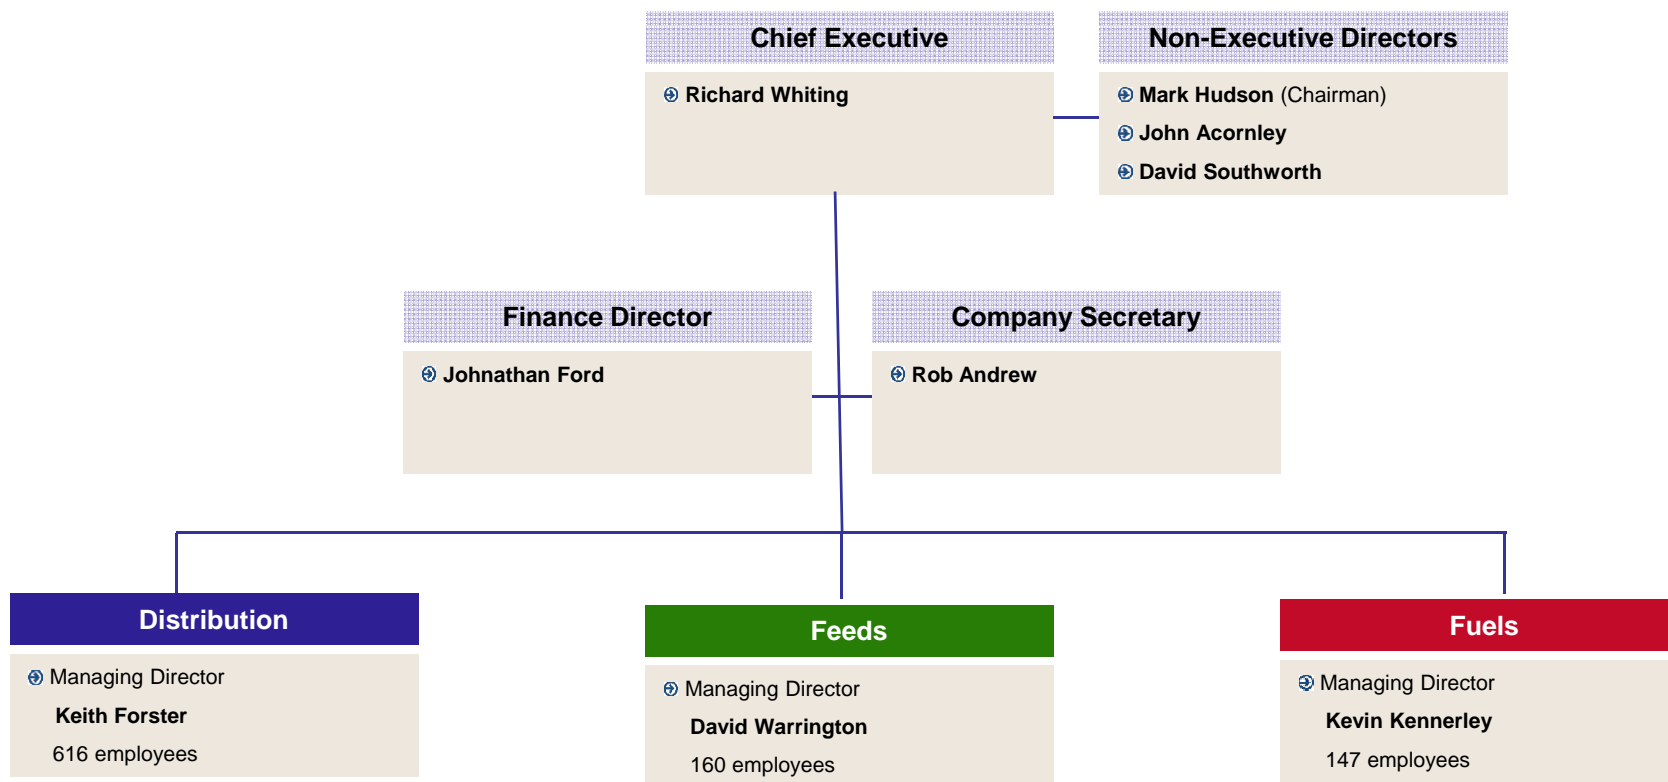 Chief Executive
Richard Whiting
Non-Executive Directors
Mark Hudson (Chairman)
John Acornley
David Southworth
Finance Director
Johnathan Ford
Company Secretary
Rob Andrew
Distribution
Managing Director
Keith Forster
616 employees
Feeds
Managing Director
David Warrington
160 employees
Fuels
Managing Director
Kevin Kennerley
147 employees